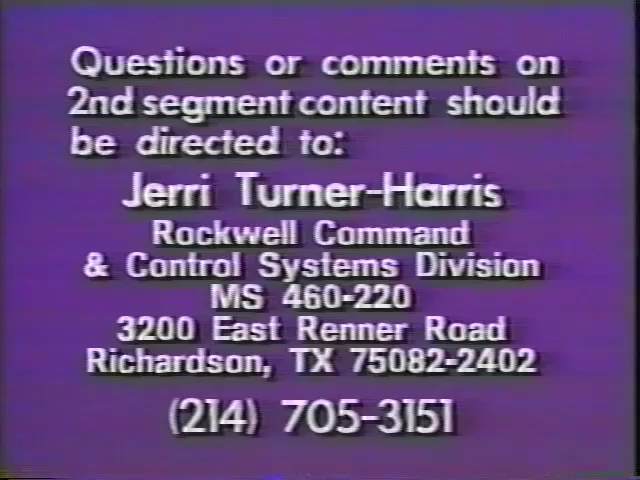 Questions or comments on
2nd segment content should
be directed to:
Jerri Turner-Harris
Rockwell Command
& Control Systems Division
MS 460-220
3200 East Renner Road
Richardson, TX 75082-2402
(214) 705-3151